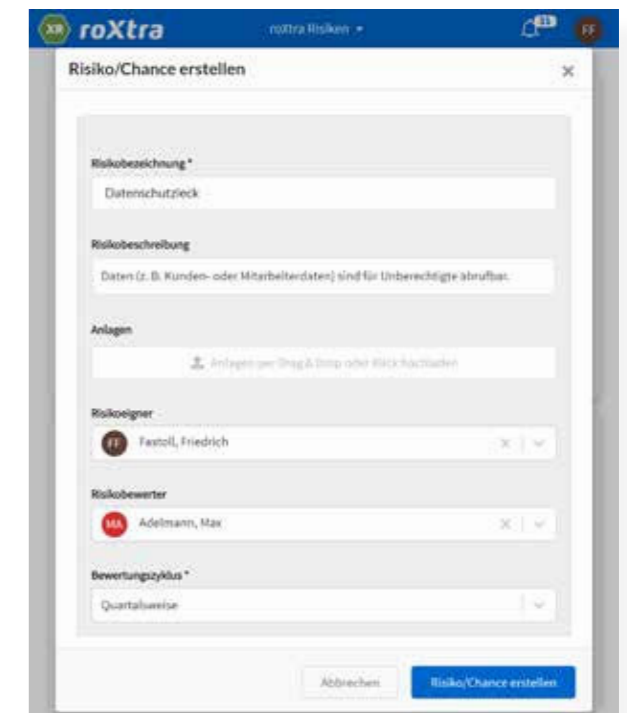 XR roXtra
roXtra Risiken
11
FF
Risiko/Chance erstellen
Risikobezeichnung *
Datenschutzleck
Risikobeschreibung
Daten (z. B. Kunden- oder Mitarbeiterdaten) sind für Unberechtigte abrufbar.
Anlagen
Anlagen per Drag & Drop oder Klick hochladen
Risikoeigner
FF Fastoll, Friedrich
Risikobewerter
MA Adelmann, Max
Bewertungszyklus *
Quartalsweise
Abbrechen
Risiko/Chance erstellen